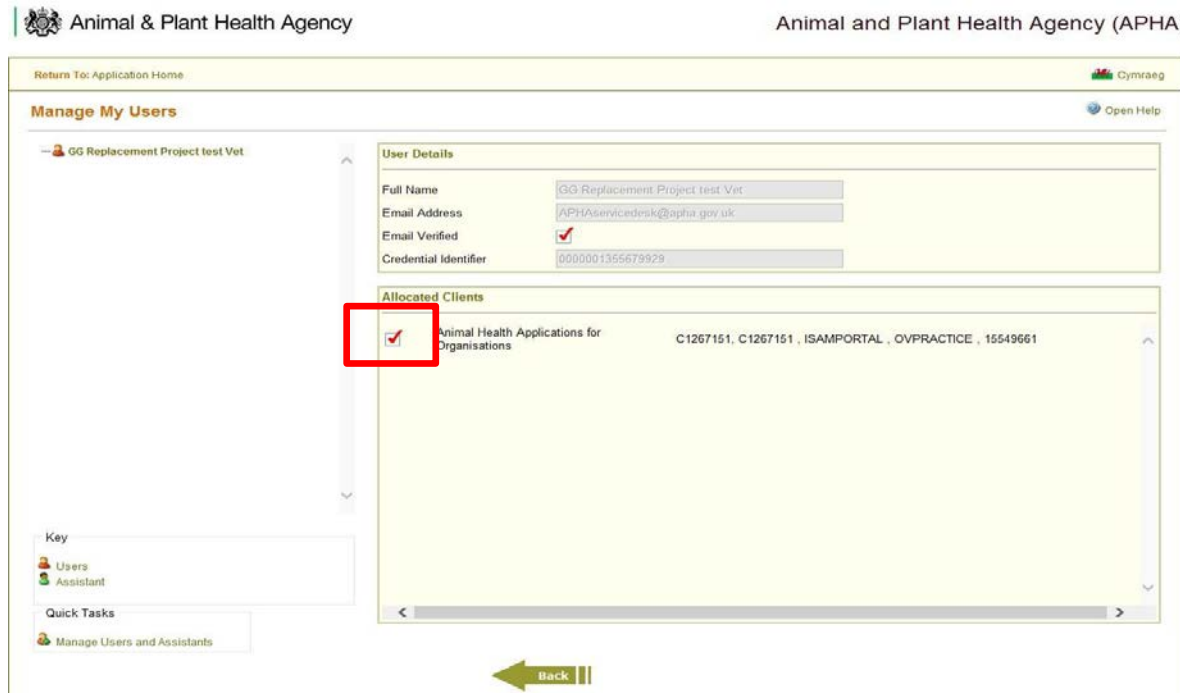 Animal & Plant Health Agency
Animal and Plant Health Agency (APHA
Return To: Application Home
Cymraeg
Manage My Users
Open Help
GG Replacement Project test Vet
User Details
Full Name
GG Replacement Project test Vet
Email Address
APHAservicedesk@apha.gov.uk
Email Verified
Credential Identifier
0000001355679929
Allocated Clients
Animal Health Applications for
Organisations
C1267151, C1267151 , ISAMPORTAL , OVPRACTICE , 15549661
Key
Users
Assistant
Quick Tasks
Manage Users and Assistants
Back